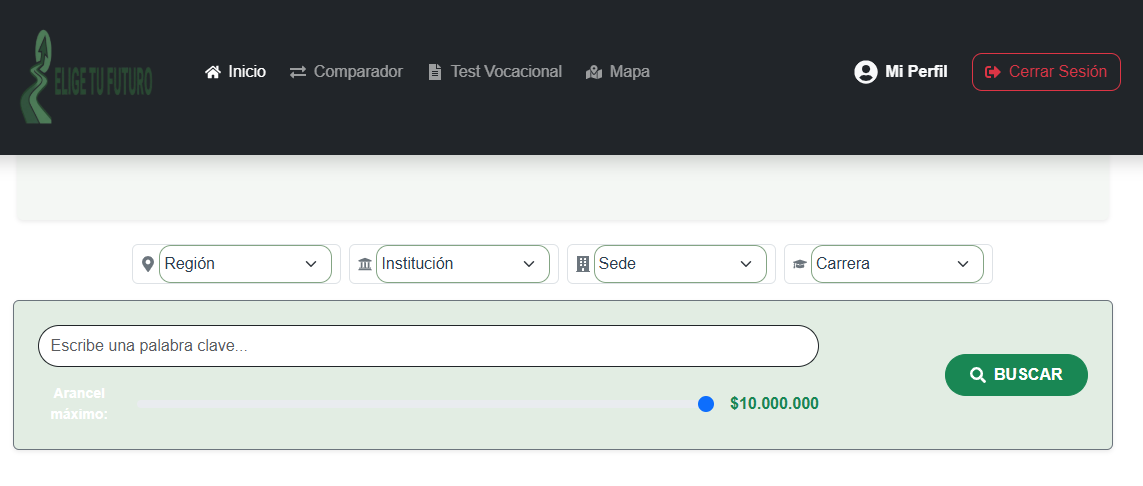 ELIGE TU FUTURO
Inicio
Comparador
Test Vocacional
Mapa
Mi Perfil
Cerrar Sesión
Región
Institución
Sede
Carrera
Escribe una palabra clave...
BUSCAR
Arancel
máximo:
$10.000.000